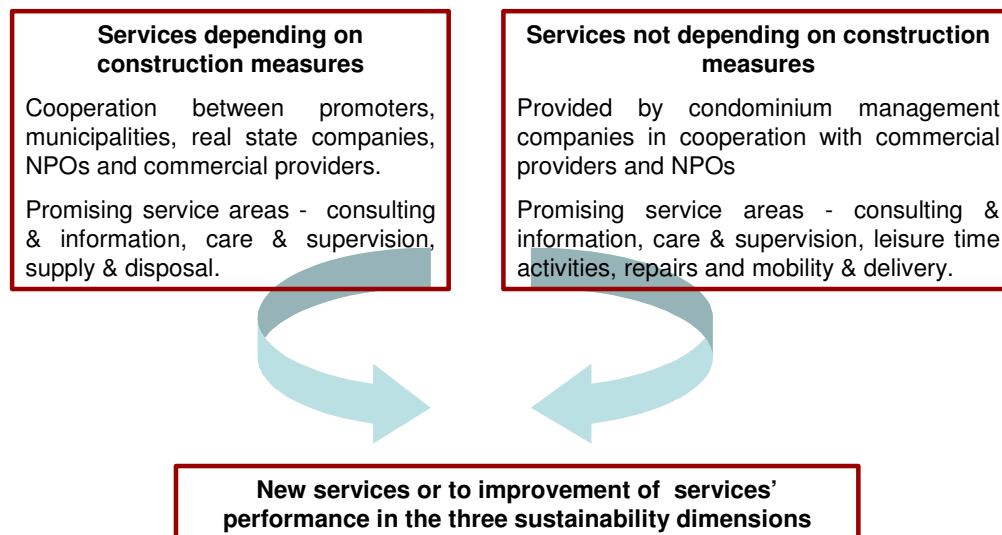 Services depending on
construction measures
Cooperation between promoters,
municipalities, real state companies,
NPOs and commercial providers.
Promising service areas - consulting
& information, care & supervision,
supply & disposal.
Services not depending on construction
measures
Provided by condominium management
companies in cooperation with commercial
providers and NPOs
Promising service areas - consulting &
information, care & supervision, leisure time
activities, repairs and mobility & delivery.
New services or to improvement of services’
performance in the three sustainability dimensions